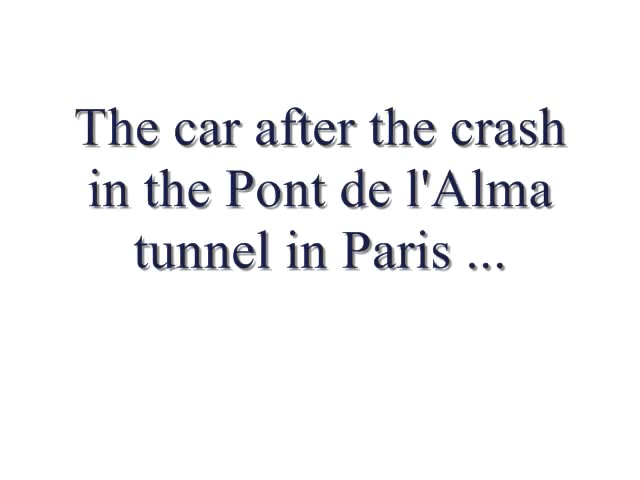 The car after the crash
in the Pont de l'Alma
tunnel in Paris ...